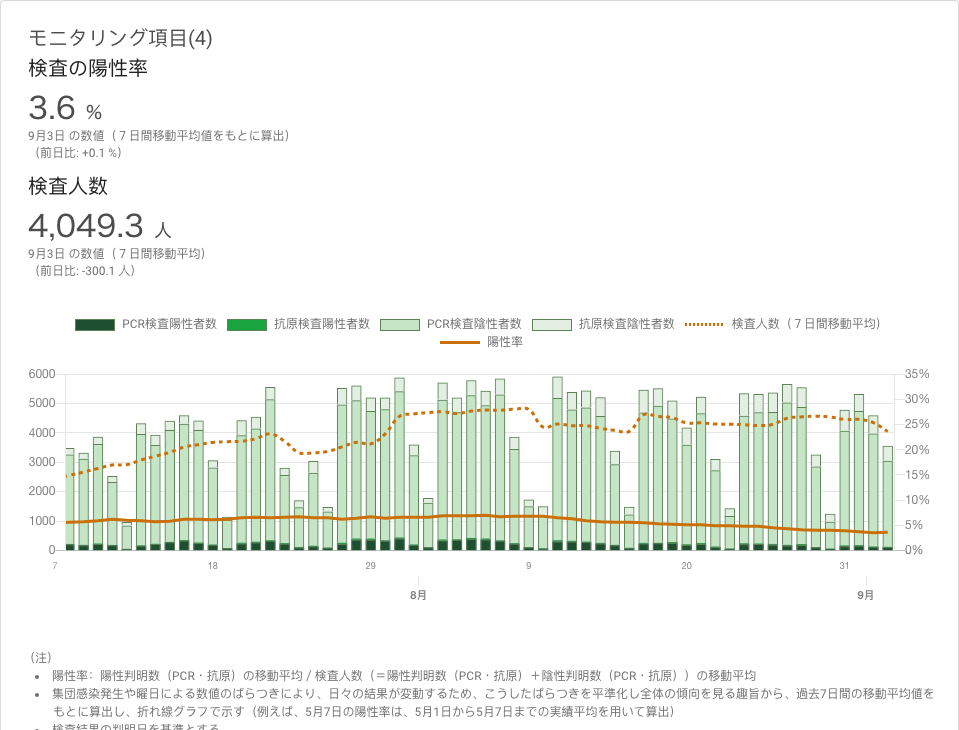 モニタリング項目(4)
検査の陽性率
3.6 %
9月3日 の数値（７日間移動平均値をもとに算出）
（前日比: +0.1 %）
検査人数
4,049.3 人
9月3日 の数値（７日間移動平均）
（前日比: -300.1 人）
PCR検査陽性者数 抗原検査陽性者数 PCR検査陰性者数 抗原検査陰性者数 検査人数（７日間移動平均）
陽性率
6000 35%
5000 30%
4000 25%
3000 20%
2000 15%
1000 10%
0 5%
0%
7 18 29 9 20 31
8月 9月
（注）
• 陽性率：陽性判明数（PCR・抗原）の移動平均 / 検査人数（＝陽性判明数（PCR・抗原）＋陰性判明数（PCR・抗原））の移動平均
• 集団感染発生や曜日による数値のばらつきにより、日々の結果が変動するため、こうしたばらつきを平準化し全体の傾向を見る趣旨から、過去7日間の移動平均値を
もとに算出し、折れ線グラフで示す（例えば、5月7日の陽性率は、5月1日から5月7日までの実績平均を用いて算出）
• 検査結果の判明日を基準とする